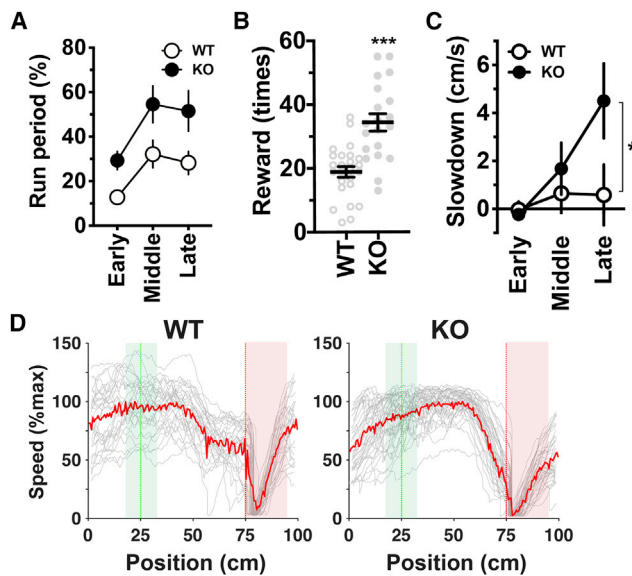 A
WT
KO
Run period (%)
80
60
40
20
0
Early
Middle
Late
B
***
Reward (times)
60
40
20
0
WT
KO
C
WT
KO
Slowdown (cm/s)
6
4
2
0
*
Early
Middle
Late
D
WT
KO
Speed (%max)
150
100
50
0
0 25 50 75 100
Position (cm)
150
100
50
0
0 25 50 75 100
Position (cm)